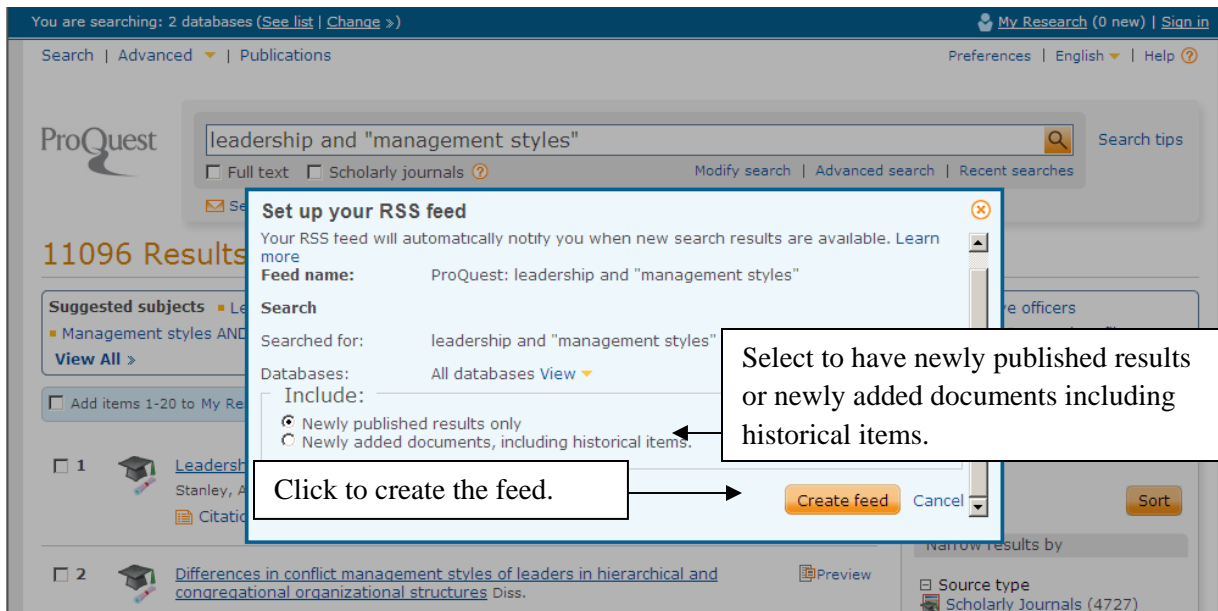 You are searching: 2 databases (See list | Change »)
My Research (0 new) | Sign in
Search | Advanced | Publications
Preferences | English | Help ?
ProQuest
leadership and "management styles"
Search tips
Full text Scholarly journals ?
Modify search | Advanced search | Recent searches
Set up your RSS feed
Your RSS feed will automatically notify you when new search results are available. Learn
more
11096 Results
Feed name: ProQuest: leadership and "management styles"
Suggested subjects
Search
officers
Management styles AND
Searched for: leadership and "management styles"
View All »
Select to have newly published results
or newly added documents including
historical items.
Databases: All databases View
Include:
Add items 1-20 to My
Newly published results only
Newly added documents, including historical items.
1
Stanley,
Click to create the feed.
Create feed Cancel
Sort
Narrow results by
2 Differences in conflict management styles of leaders in hierarchical and
congregational organizational structures Diss.
Preview
Source type
Scholarly Journals (4727)